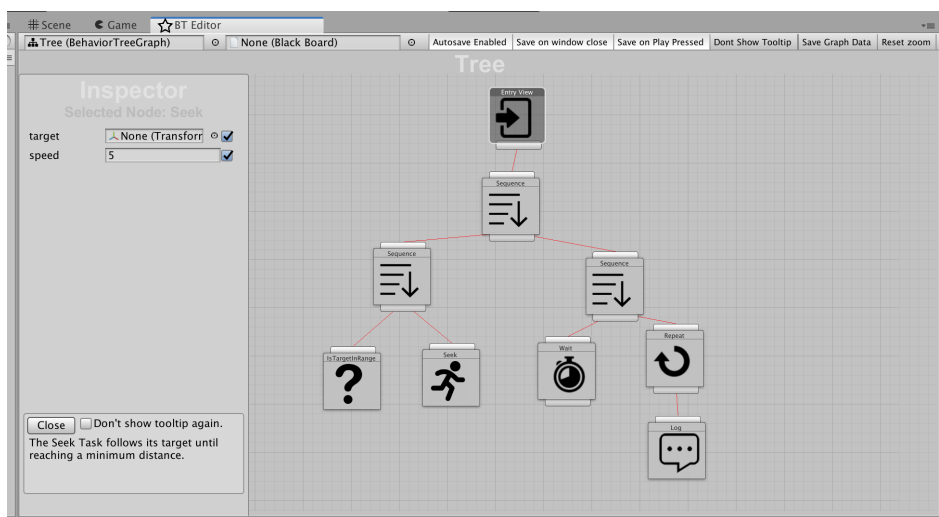 Scene Game BT Editor
Tree (BehaviorTreeGraph) None (Black Board) Autosave Enabled Save on window close Save on Play Pressed Dont Show Tooltip Save Graph Data Reset zoom
Tree
Inspector
Selected Node: Seek
target None (Transforr
speed 5
Entry View
Sequence
Sequence
Sequence
IsTargetInRange
Seek
Wait
Repeat
Log
Close Don't show tooltip again.
The Seek Task follows its target until
reaching a minimum distance.